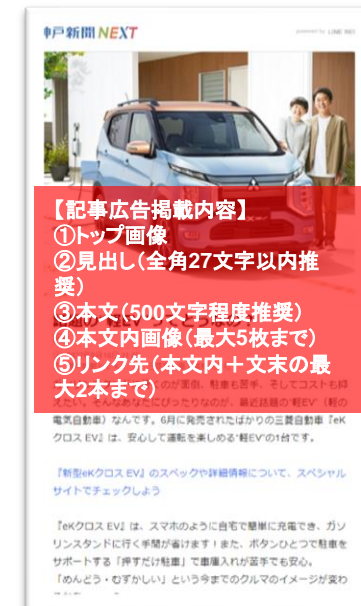 神戸新聞NEXT
powered by LINE NEWS
【記事広告掲載内容】
①トップ画像
②見出し（全角27文字以内推
奨）
③本文（500文字程度推奨）
④本文内画像（最大5枚まで）
⑤リンク先（本文内＋文末の最
大2本まで）
が面倒、駐車も苦手、そしてコストも抑
えたい。そんなあなたにぴったりなのが、最近話題の“軽EV”（軽の
電気自動車）なんです。6月に発売されたばかりの三菱自動車『eK
クロス EV』は、安心して運転を楽しめる“軽EV”の1台です。
『新型eKクロス EV』のスペックや詳細情報について、スペシャル
サイトでチェックしよう
『eKクロス EV』は、スマホのように自宅で簡単に充電でき、ガソ
リンスタンドに行く手間が省けます！また、ボタンひとつで駐車を
サポートする「押すだけ駐車」で車庫入れが苦手でも安心。
「めんどう・むずかしい」という今までのクルマのイメージが変わ